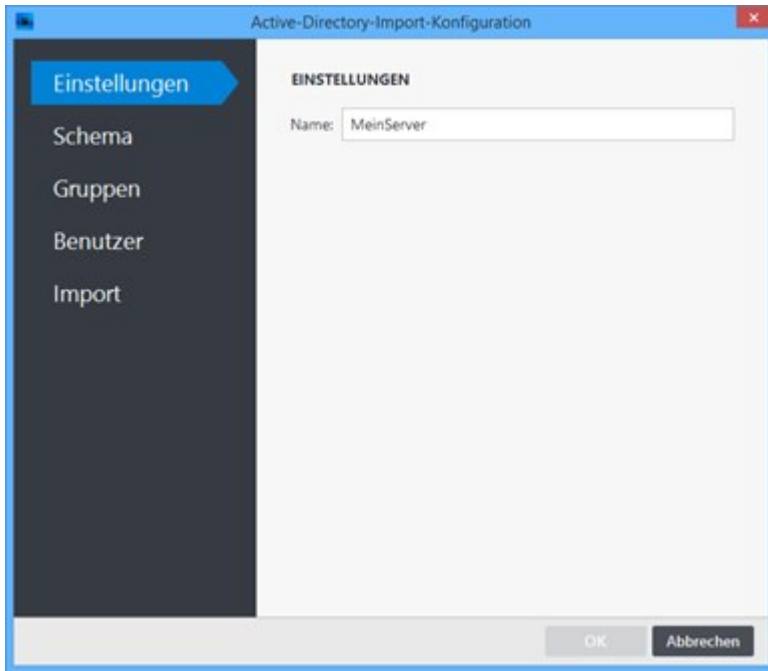 Active-Directory-Import-Konfiguration
Einstellungen
Schema
Gruppen
Benutzer
Import
EINSTELLUNGEN
Name: MeinServer
OK
Abbrechen